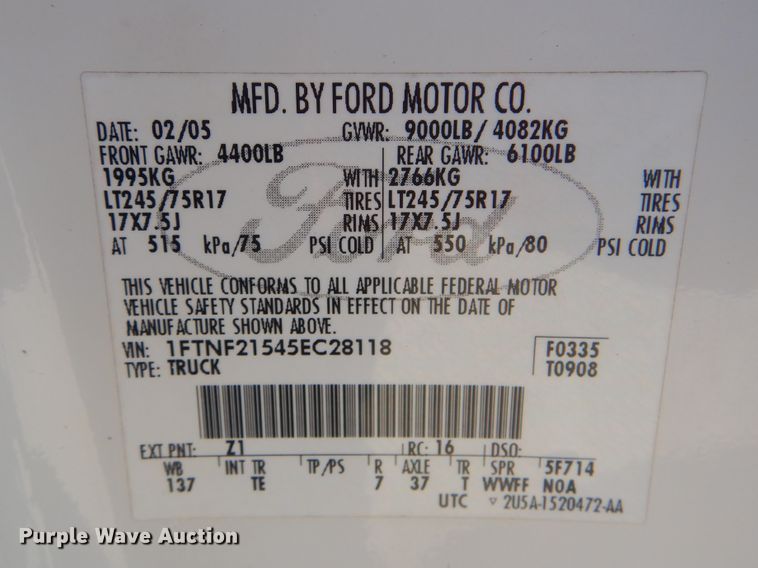 MFD. BY FORD MOTOR CO.
DATE: 02/05 GVWR: 9000LB/ 4082KG
FRONT GAWR: 4400LB REAR GAWR: 6100LB
1995KG WITH 2766KG WITH
LT245/75R17 TIRES LT245/75R17 TIRES
17X7.5J RIMS 17X7.5J RIMS
AT 515 kPa/75 PSI COLD AT 550 kPa/80 PSI COLD
Ford
THIS VEHICLE CONFORMS TO ALL APPLICABLE FEDERAL MOTOR
VEHICLE SAFETY STANDARDS IN EFFECT ON THE DATE OF
MANUFACTURE SHOWN ABOVE.
VIN: 1FTNF21545EC28118 F0335
TYPE: TRUCK T0908
EXT PNT: Z1 RC: 16 DSO:
WB INT TR TP/PS R AXLE TR SPR 5F714
137 TE 7 37 T WWFF NOA
UTC ▽ 2U5A-1520472-AA
Purple Wave Auction